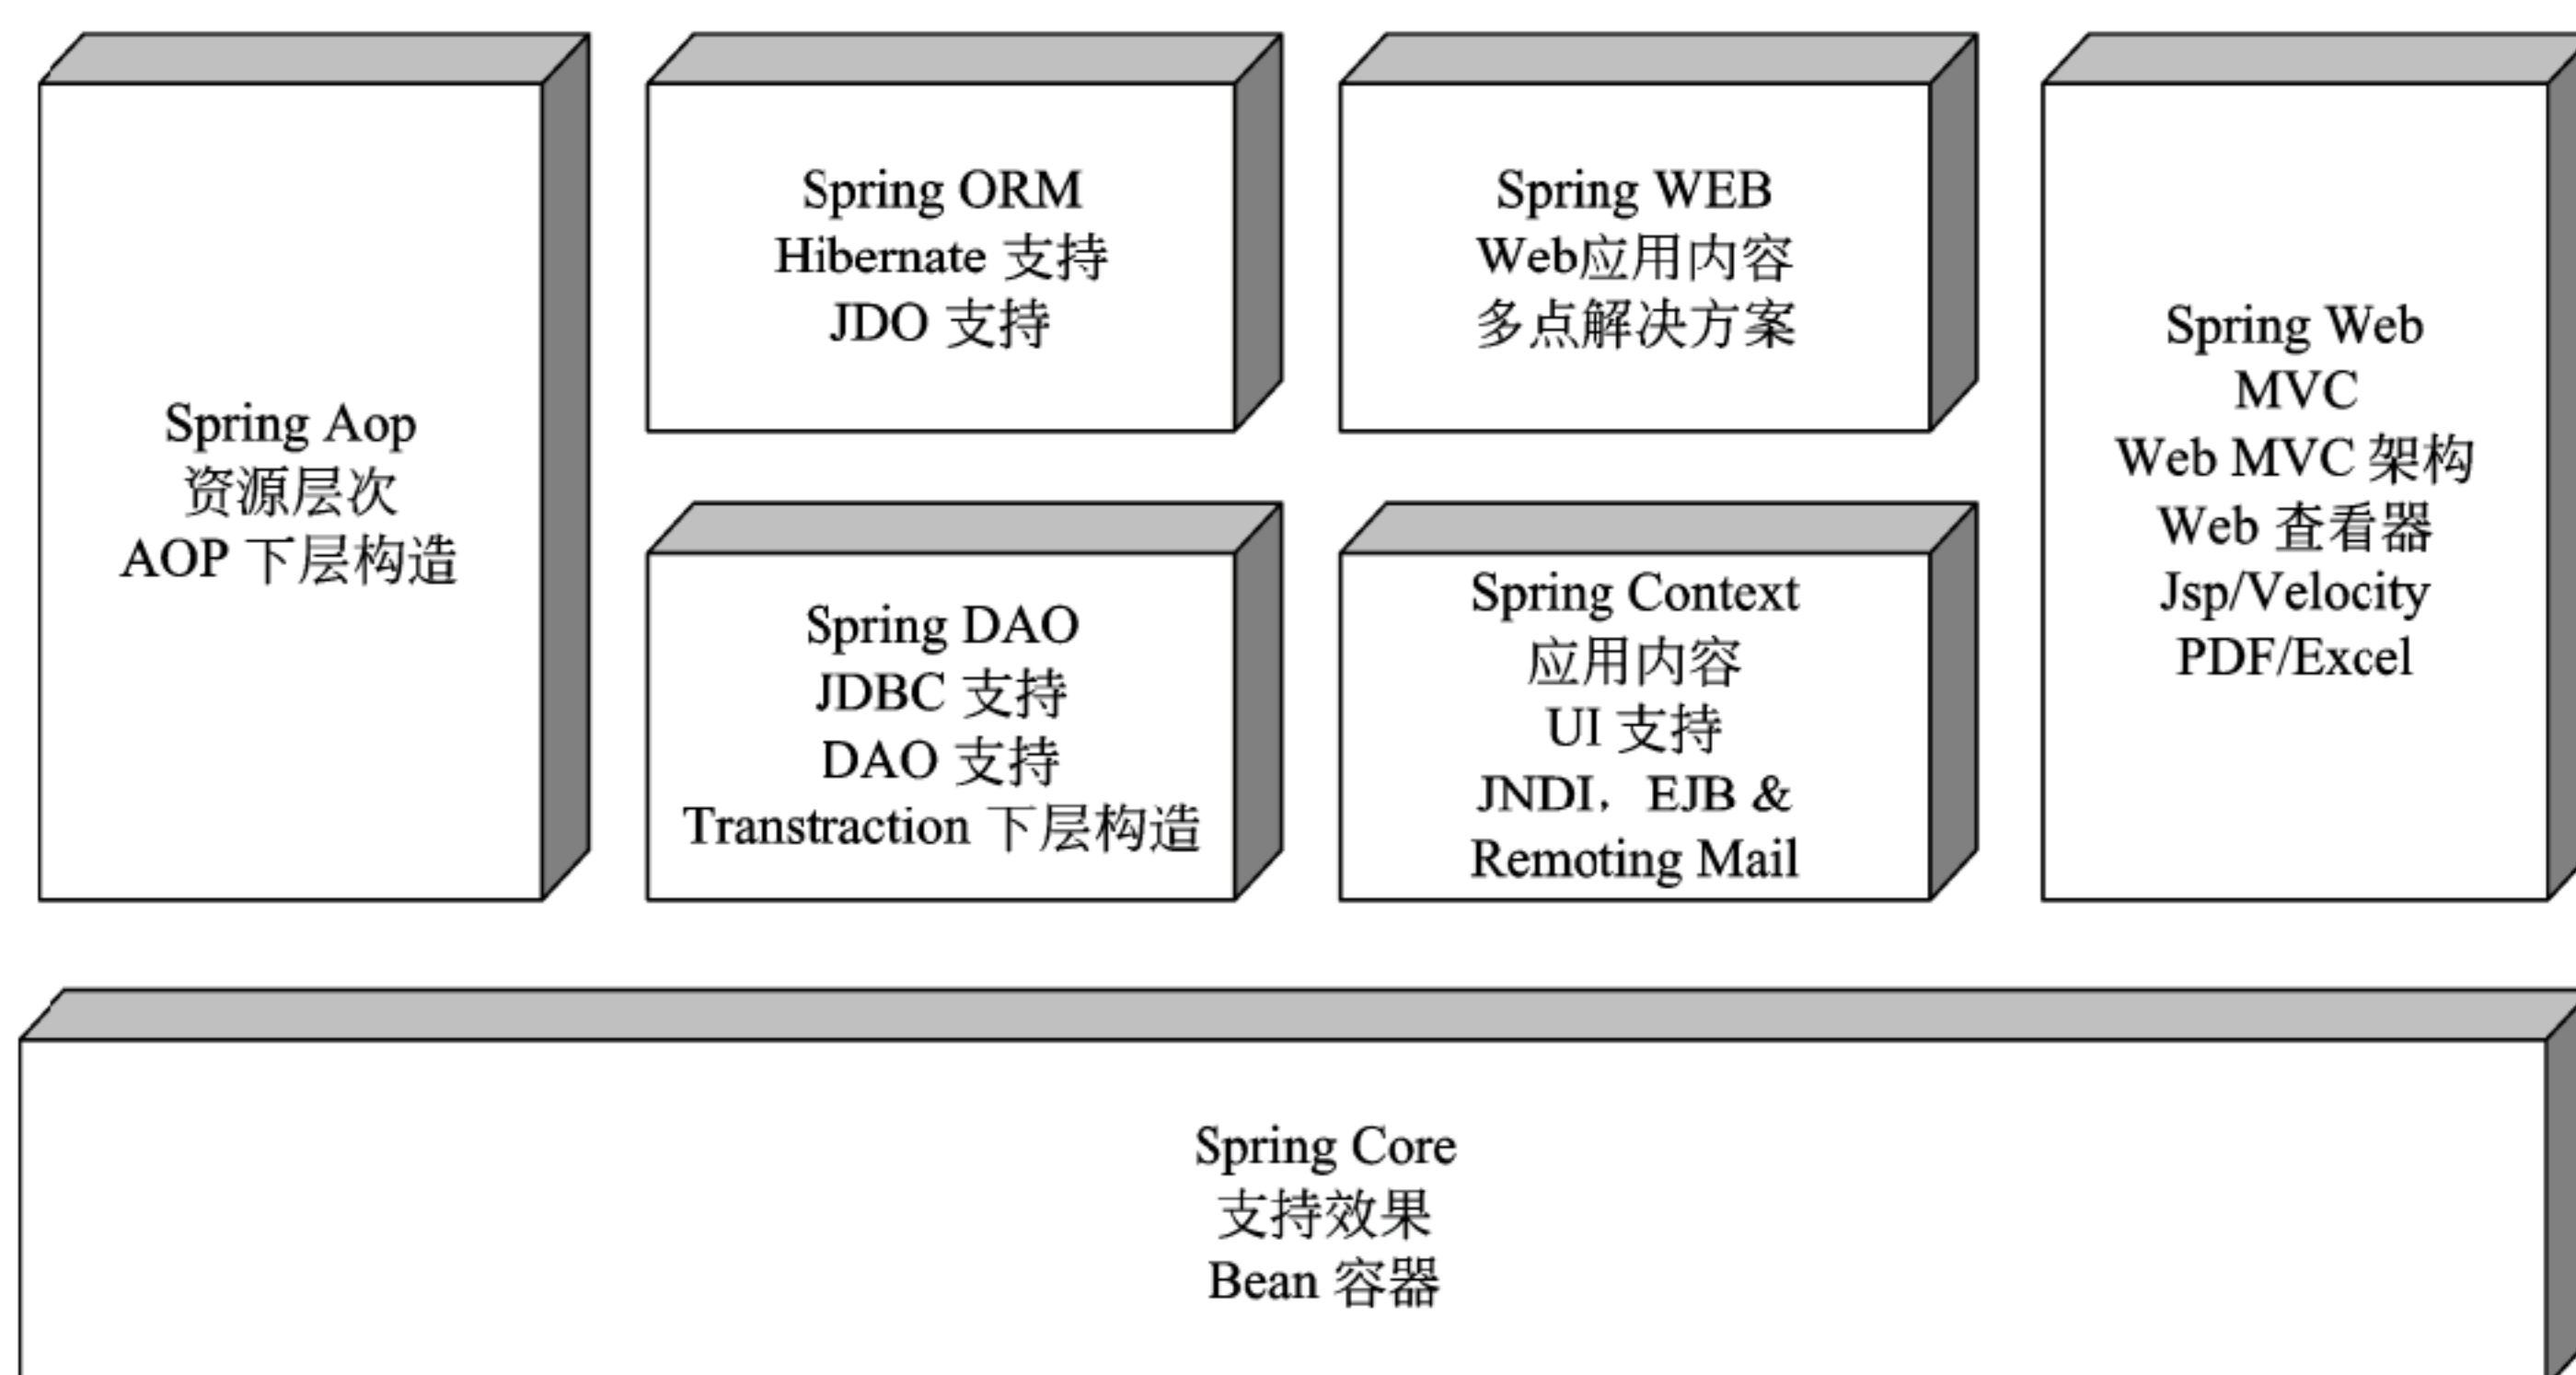 Spring Aop
资源层次
AOP 下层构造
Spring ORM
Hibernate 支持
JDO 支持
Spring WEB
Web应用内容
多点解决方案
Spring Web
MVC
Web MVC 架构
Web 查看器
Jsp/Velocity
PDF/Excel
Spring DAO
JDBC 支持
DAO 支持
Transtraction 下层构造
Spring Context
应用内容
UI 支持
JNDI，EJB &
Remoting Mail
Spring Core
支持效果
Bean 容器